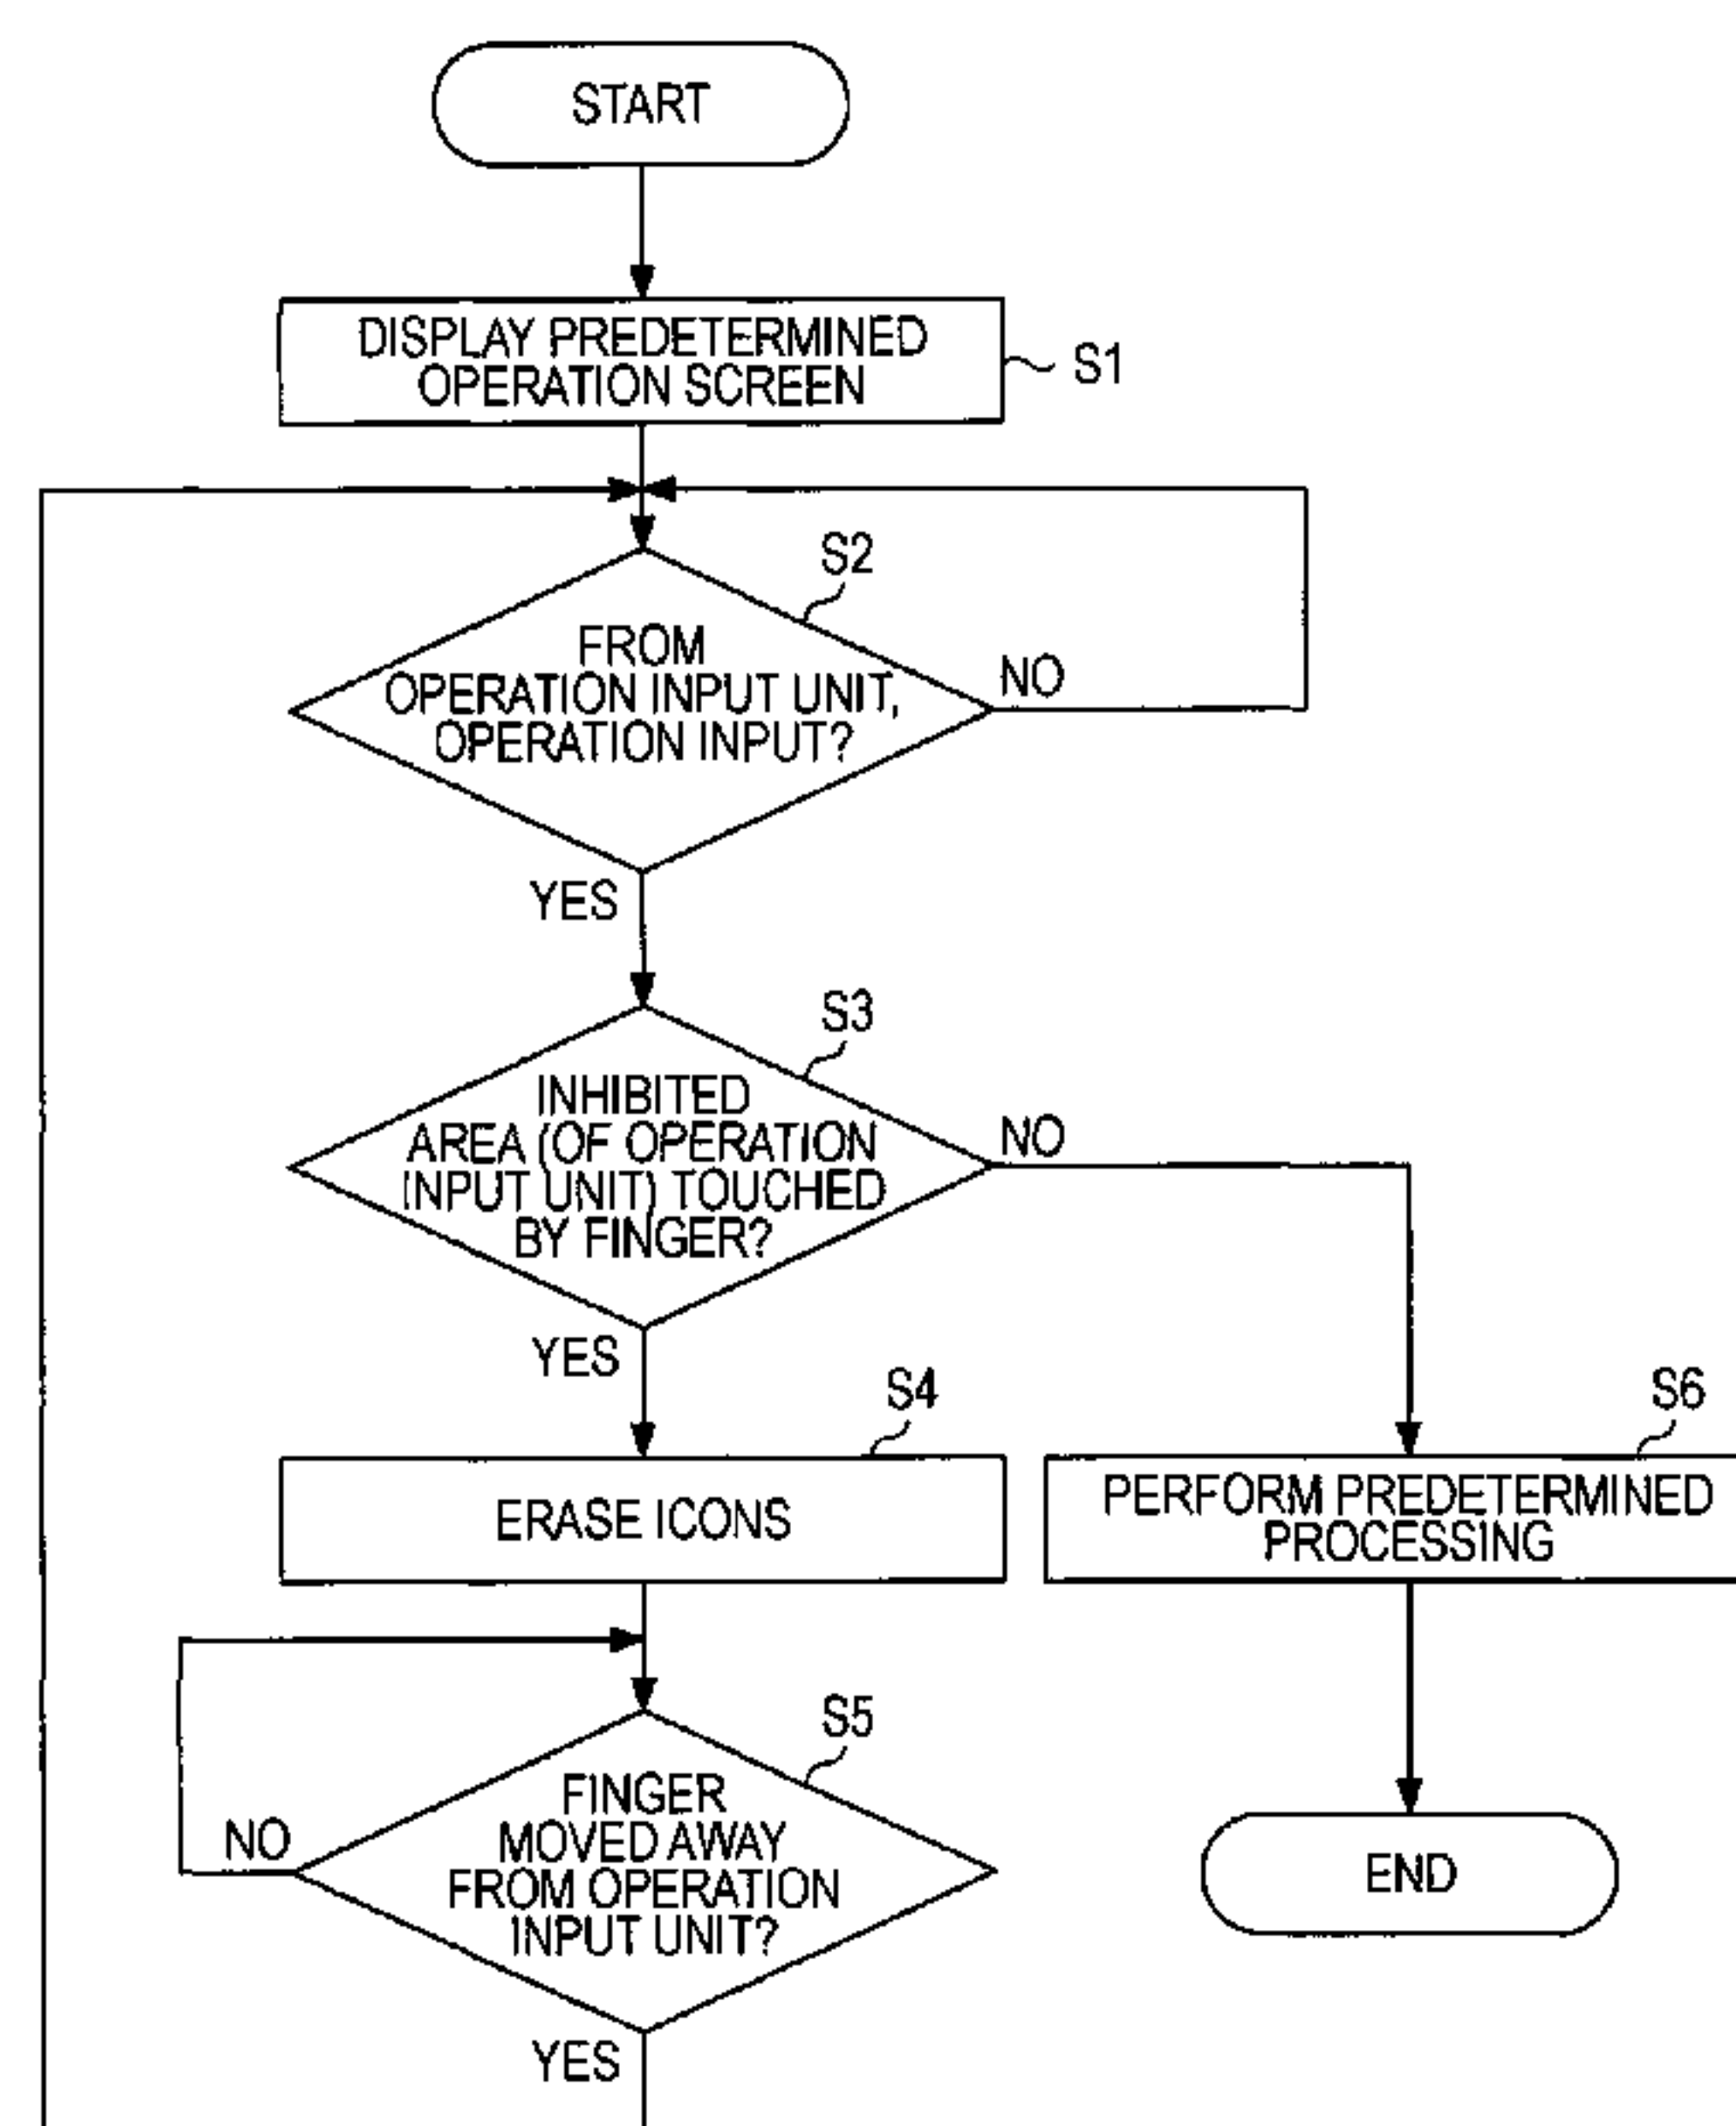 START
DISPLAY PREDETERMINED
OPERATION SCREEN
S1
S2
FROM
OPERATION INPUT UNIT,
OPERATION INPUT?
NO
YES
S3
INHIBITED
AREA (OF OPERATION
INPUT UNIT) TOUCHED
BY FINGER?
NO
YES
S4
ERASE ICONS
S6
PERFORM PREDETERMINED
PROCESSING
S5
FINGER
MOVED AWAY
FROM OPERATION
INPUT UNIT?
NO
YES
END